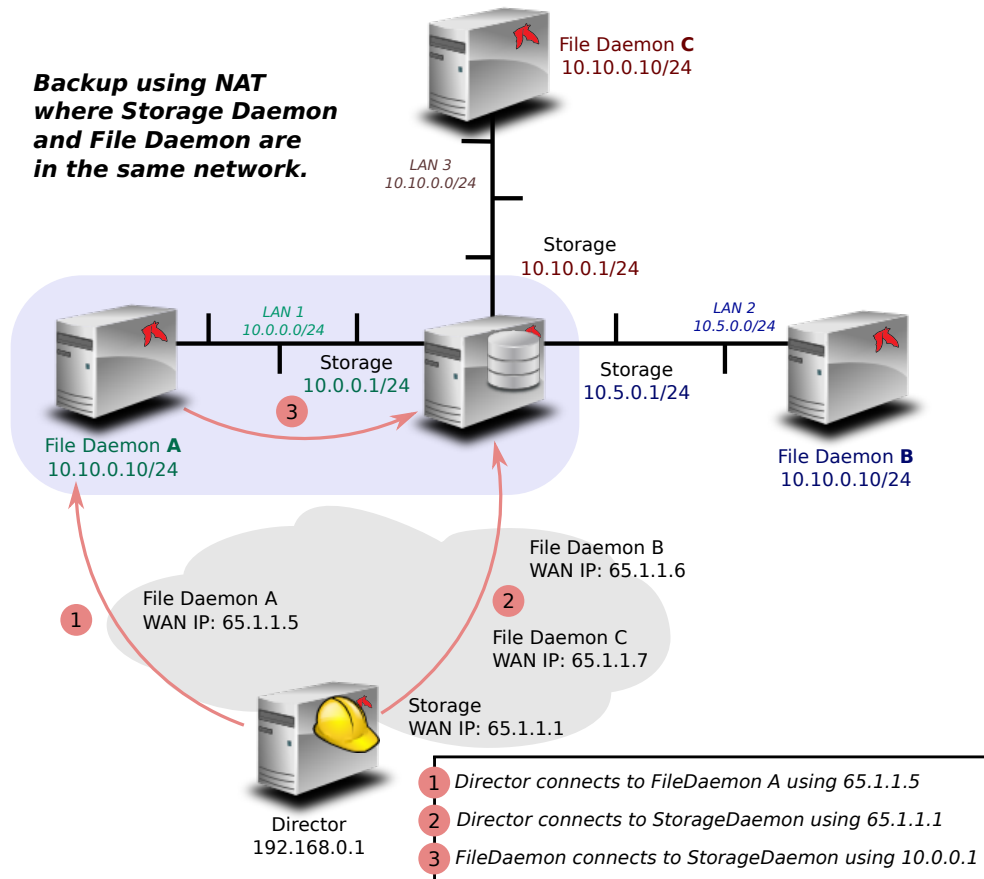 Backup using NAT
where Storage Daemon
and File Daemon are
in the same network.
File Daemon C
10.10.0.10/24
LAN 3
10.10.0.0/24
Storage
10.10.0.1/24
LAN 1
10.0.0.0/24
Storage
10.0.0.1/24
LAN 2
10.5.0.0/24
Storage
10.5.0.1/24
3
File Daemon A
10.10.0.10/24
File Daemon B
10.10.0.10/24
File Daemon B
WAN IP: 65.1.1.6
1
File Daemon A
WAN IP: 65.1.1.5
2
File Daemon C
WAN IP: 65.1.1.7
Storage
WAN IP: 65.1.1.1
Director
192.168.0.1
1 Director connects to FileDaemon A using 65.1.1.5
2 Director connects to StorageDaemon using 65.1.1.1
3 FileDaemon connects to StorageDaemon using 10.0.0.1